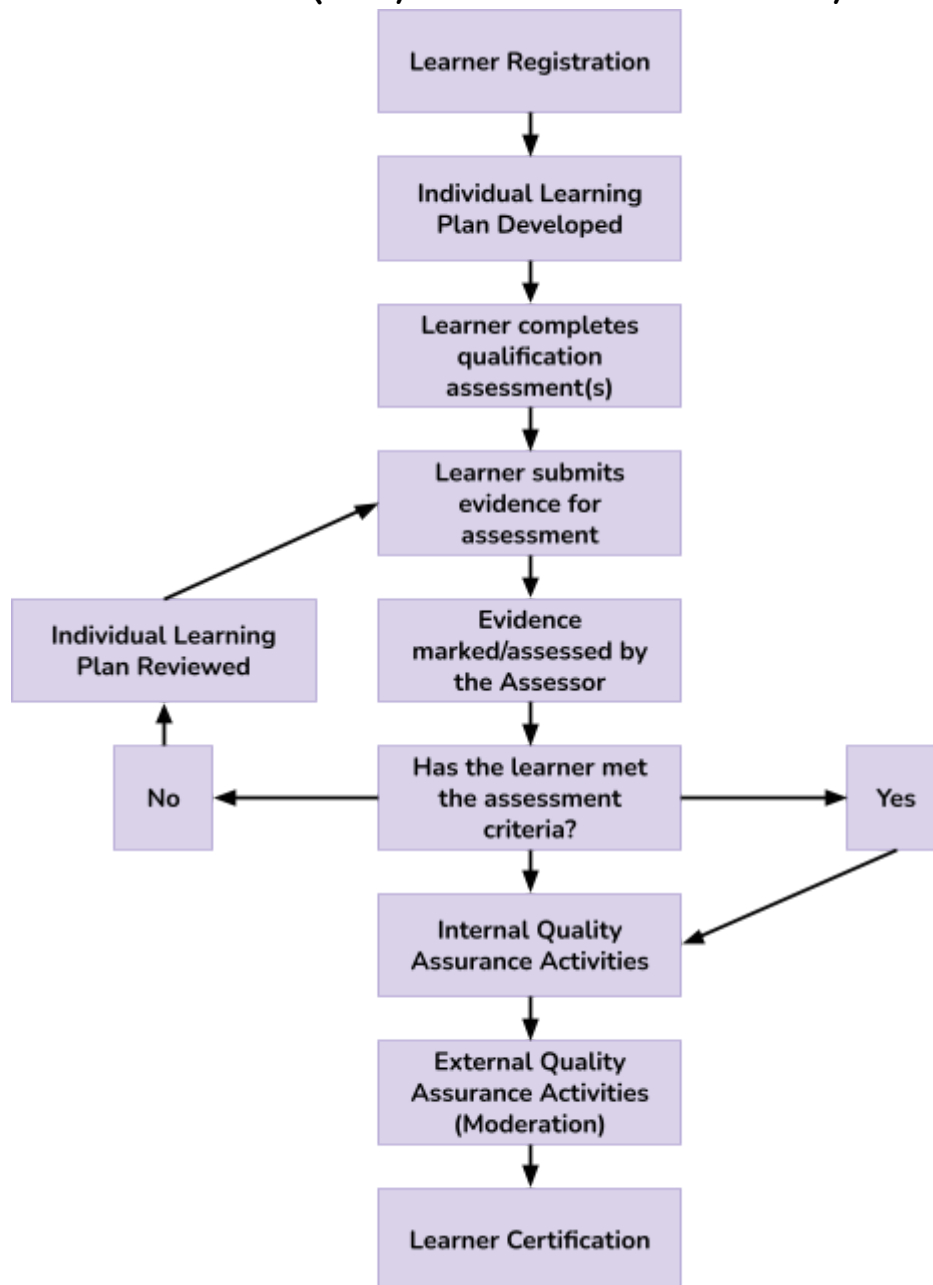 Learner Registration
Individual Learning
Plan Developed
Learner completes
qualification
assessment(s)
Learner submits
evidence for
assessment
Individual Learning
Plan Reviewed
Evidence
marked/assessed by
the Assessor
No
Has the learner met
the assessment
criteria?
Yes
Internal Quality
Assurance Activities
External Quality
Assurance Activities
(Moderation)
Learner Certification